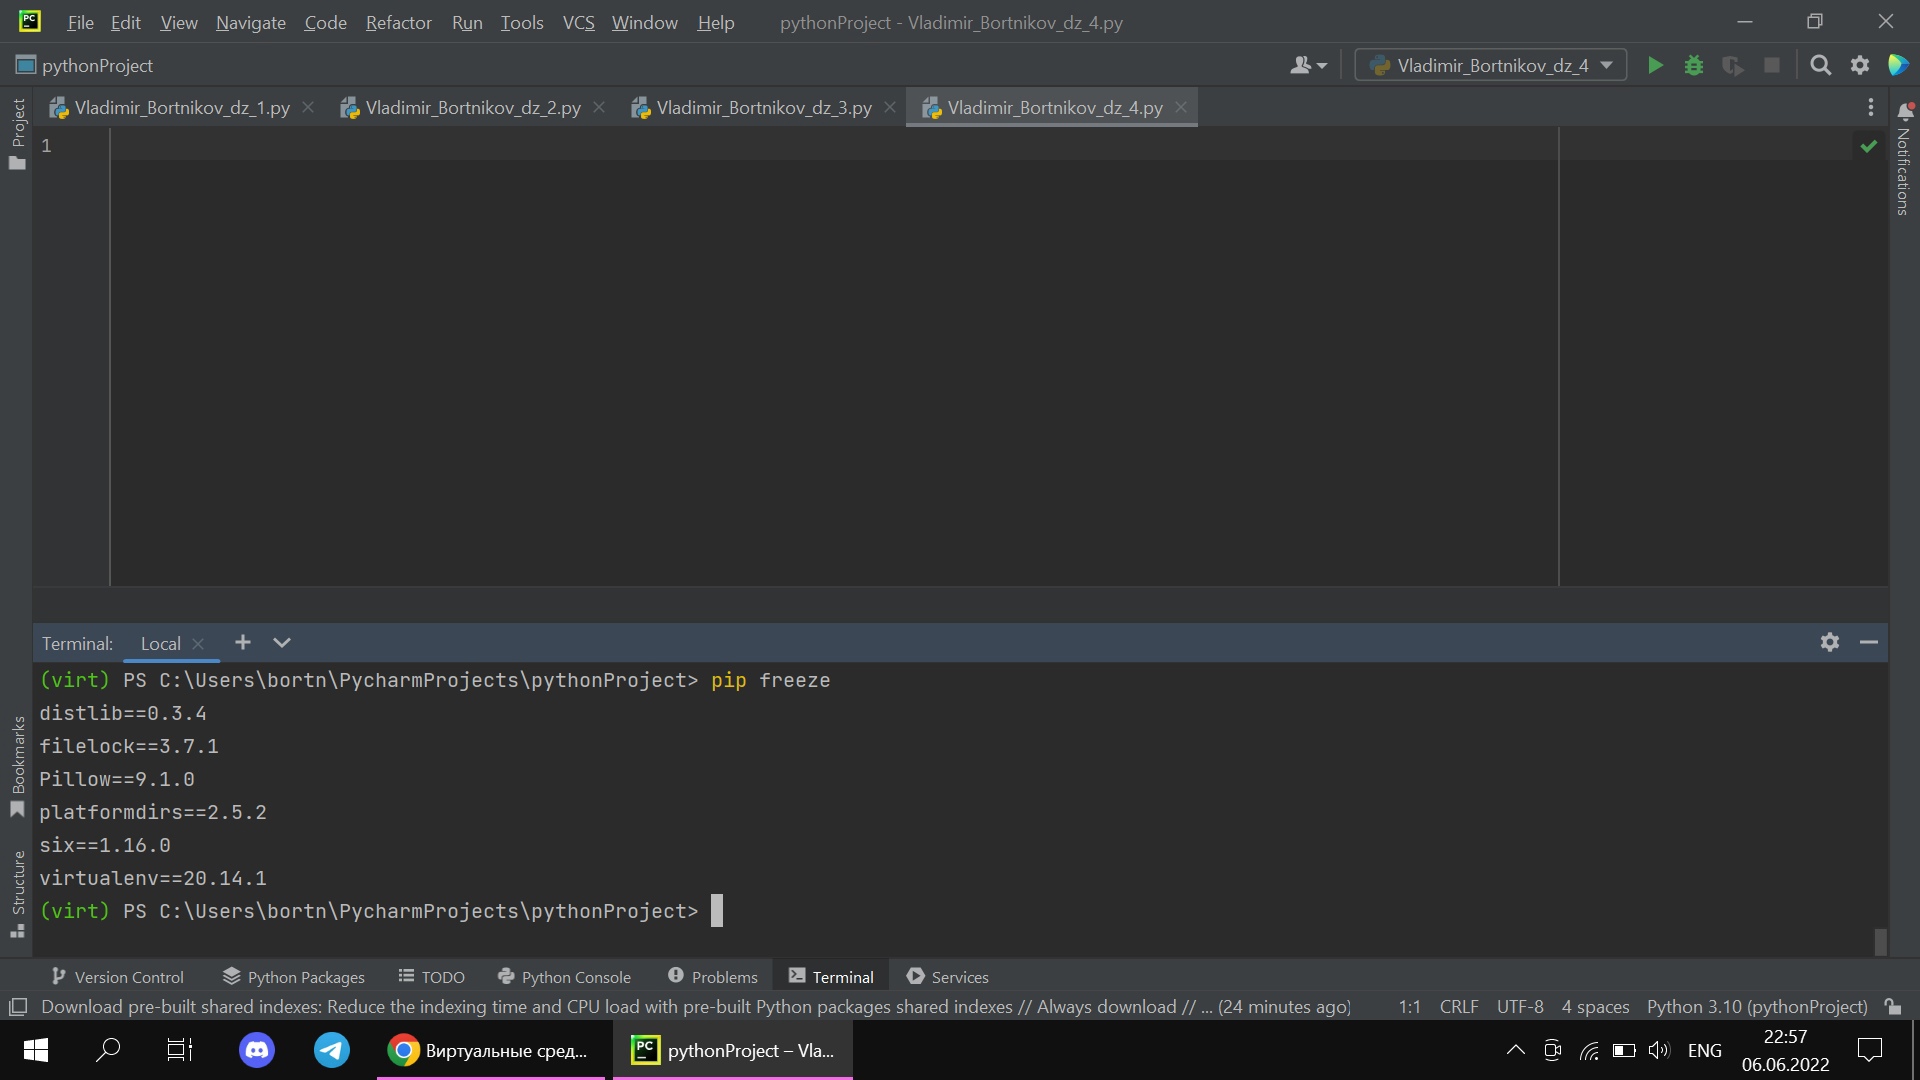 PC File Edit View Navigate Code Refactor Run Tools VCS Window Help pythonProject - Vladimir_Bortnikov_dz_4.py
pythonProject Vladimir_Bortnikov_dz_4
Project Vladimir_Bortnikov_dz_1.py Vladimir_Bortnikov_dz_2.py Vladimir_Bortnikov_dz_3.py Vladimir_Bortnikov_dz_4.py
1
Notifications
Terminal: Local
(virt) PS C:\Users\bortn\PycharmProjects\pythonProject> pip freeze
distlib==0.3.4
filelock==3.7.1
Pillow==9.1.0
platformdirs==2.5.2
six==1.16.0
virtualenv==20.14.1
(virt) PS C:\Users\bortn\PycharmProjects\pythonProject>
Bookmarks
Structure
Version Control Python Packages TODO Python Console Problems Terminal Services
Download pre-built shared indexes: Reduce the indexing time and CPU load with pre-built Python packages shared indexes // Always download // ... (24 minutes ago) 1:1 CRLF UTF-8 4 spaces Python 3.10 (pythonProject)
Виртуальные сред... PC pythonProject – Vla... ENG 22:57
06.06.2022